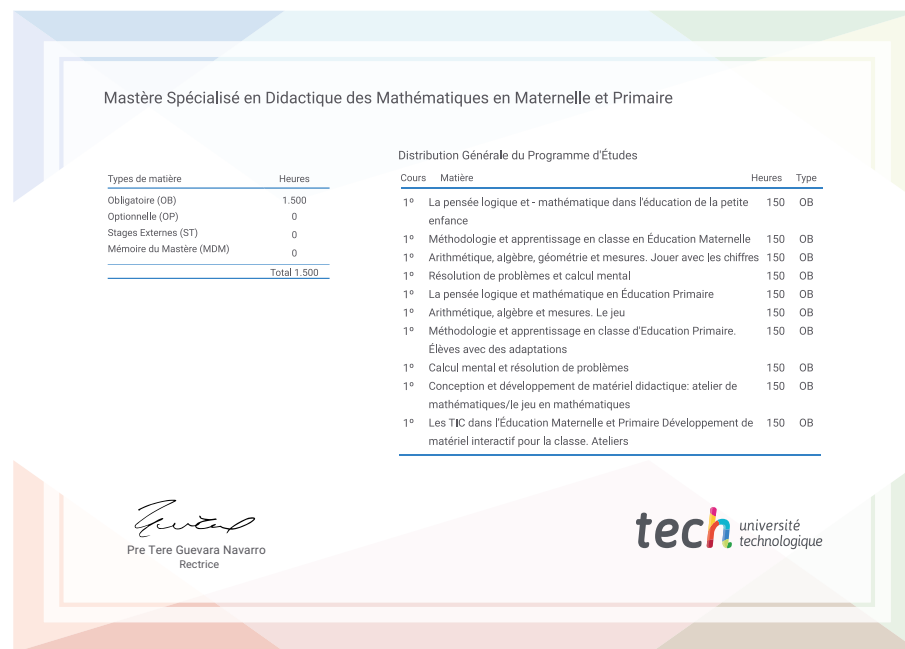 Mastère Spécialisé en Didactique des Mathématiques en Maternelle et Primaire
Types de matière Heures
Obligatoire (OB) 1.500
Optionnelle (OP) 0
Stages Externes (ST) 0
Mémoire du Mastère (MDM) 0
Total 1.500
Distribution Générale du Programme d'Études
Cours Matière Heures Type
1º La pensée logique et - mathématique dans l'éducation de la petite 150 OB
enfance
1º Méthodologie et apprentissage en classe en Éducation Maternelle 150 OB
1º Arithmétique, algèbre, géométrie et mesures. Jouer avec les chiffres 150 OB
1º Résolution de problèmes et calcul mental 150 OB
1º La pensée logique et mathématique en Éducation Primaire 150 OB
1º Arithmétique, algèbre et mesures. Le jeu 150 OB
1º Méthodologie et apprentissage en classe d'Education Primaire. 150 OB
Élèves avec des adaptations
1º Calcul mental et résolution de problèmes 150 OB
1º Conception et développement de matériel didactique: atelier de 150 OB
mathématiques/le jeu en mathématiques
1º Les TIC dans l'Éducation Maternelle et Primaire Développement de 150 OB
matériel interactif pour la classe. Ateliers
Pre Tere Guevara Navarro
Rectrice
tech université
technologique